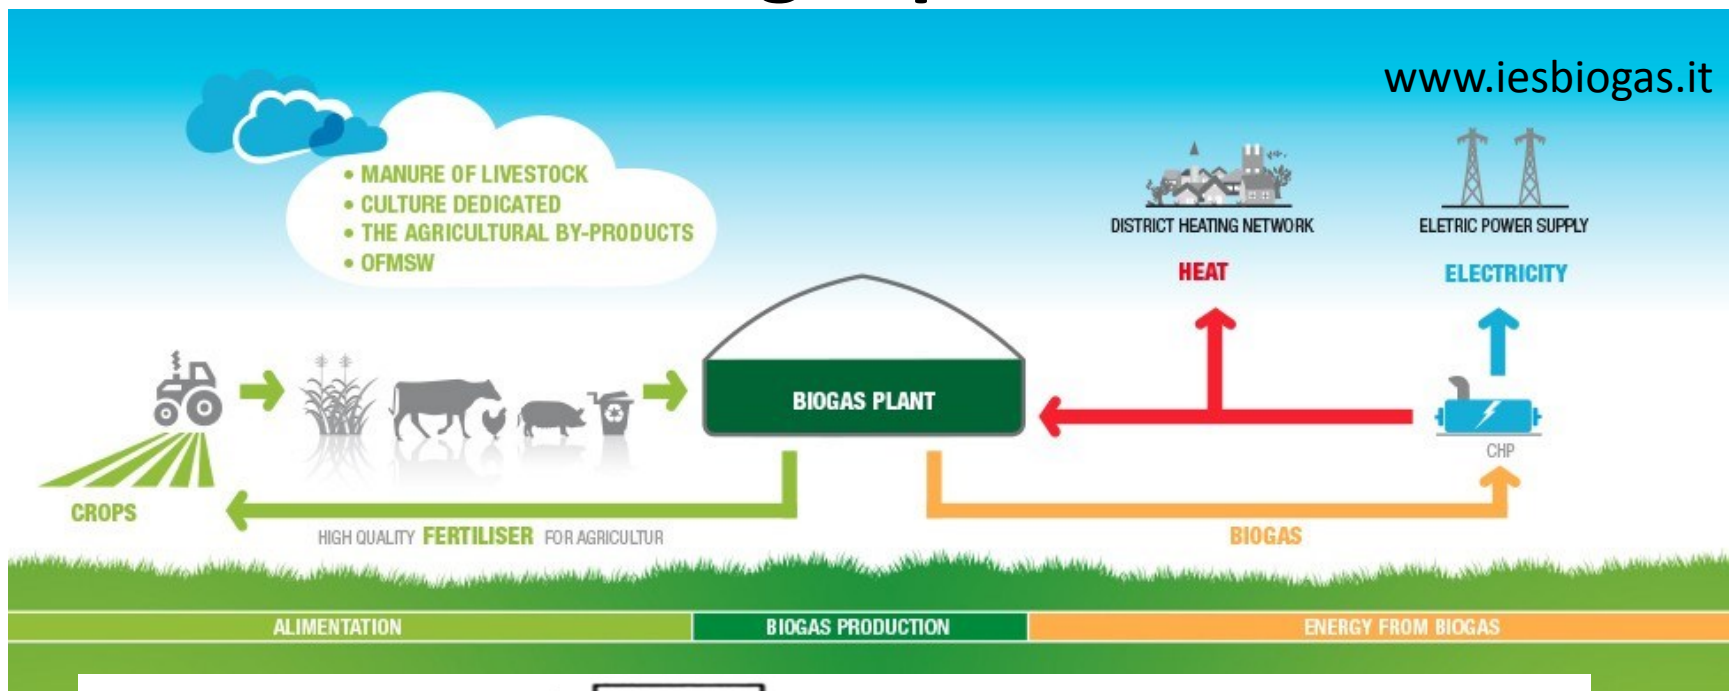 www.iesbiogas.it
• MANURE OF LIVESTOCK
• CULTURE DEDICATED
• THE AGRICULTURAL BY-PRODUCTS
• OFMSW
DISTRICT HEATING NETWORK
ELETRIC POWER SUPPLY
HEAT
ELECTRICITY
BIOGAS PLANT
CHP
CROPS
HIGH QUALITY FERTILISER FOR AGRICULTUR
BIOGAS
ALIMENTATION
BIOGAS PRODUCTION
ENERGY FROM BIOGAS